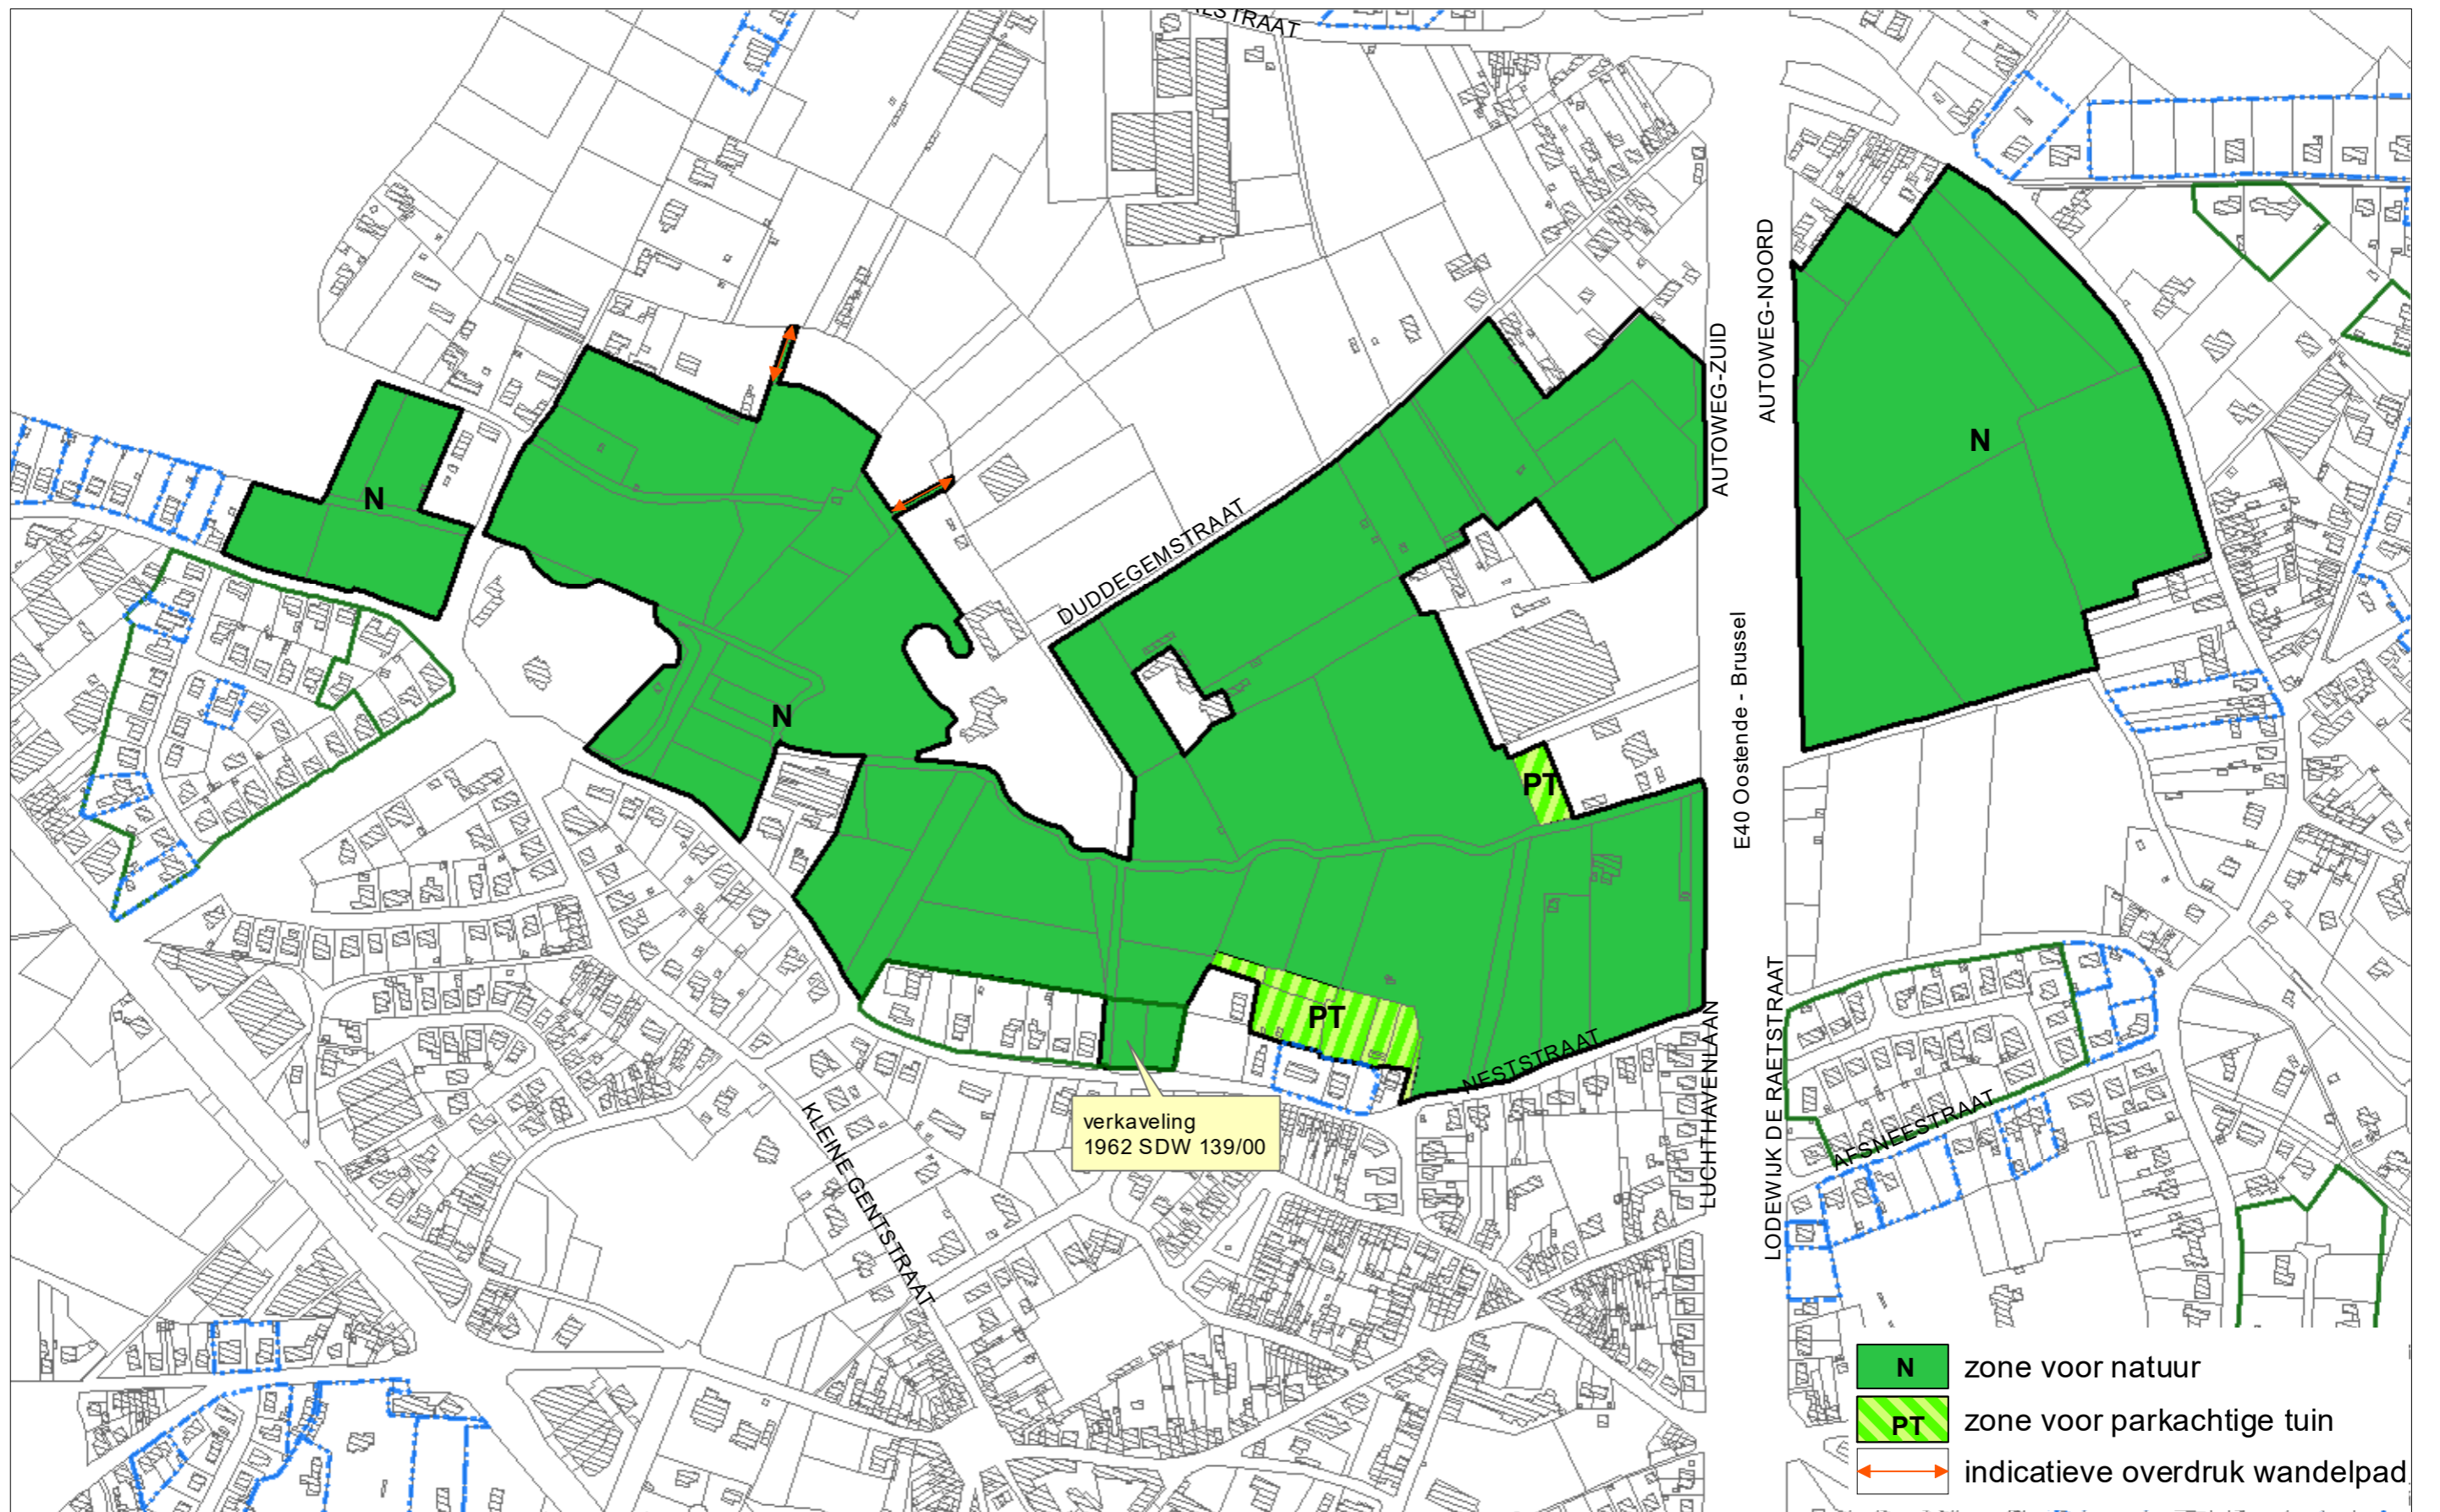 AUTOWEG-NOORD
AUTOWEG-ZUID
N
N
DUDDEGEMSTRAAT
E40 Oostende - Brussel
N
PT
PT
NESTSTRAAT
LUCHTHAVENLAAN
LODEWIJK DE RAETSTRAAT
AFSNEESTRAAT
verkaveling
1962 SDW 139/00
KLEINE GENTSTRAAT
N zone voor natuur
PT zone voor parkachtige tuin
indicatieve overdruk wandelpad